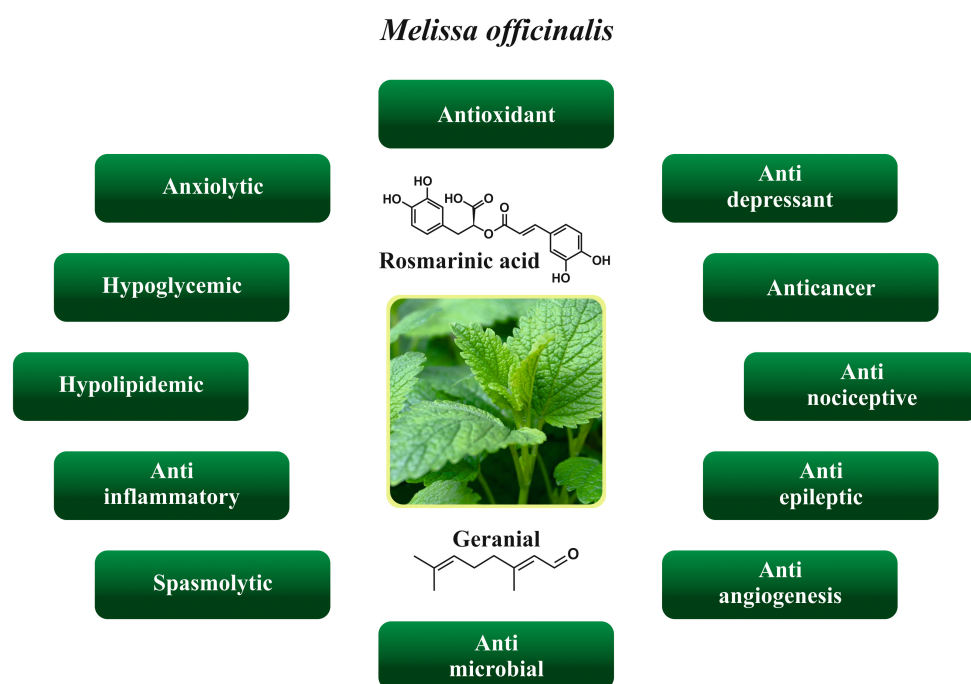 Melissa officinalis
Antioxidant
Anxiolytic
Anti
depressant
HO
HO
HO
O
O
O
OH
HO
Rosmarinic acid
Hypoglycemic
Anticancer
Hypolipidemic
Anti
nociceptive
Anti
inflammatory
Anti
epileptic
Geranial
O
Spasmolytic
Anti
angiogenesis
Anti
microbial